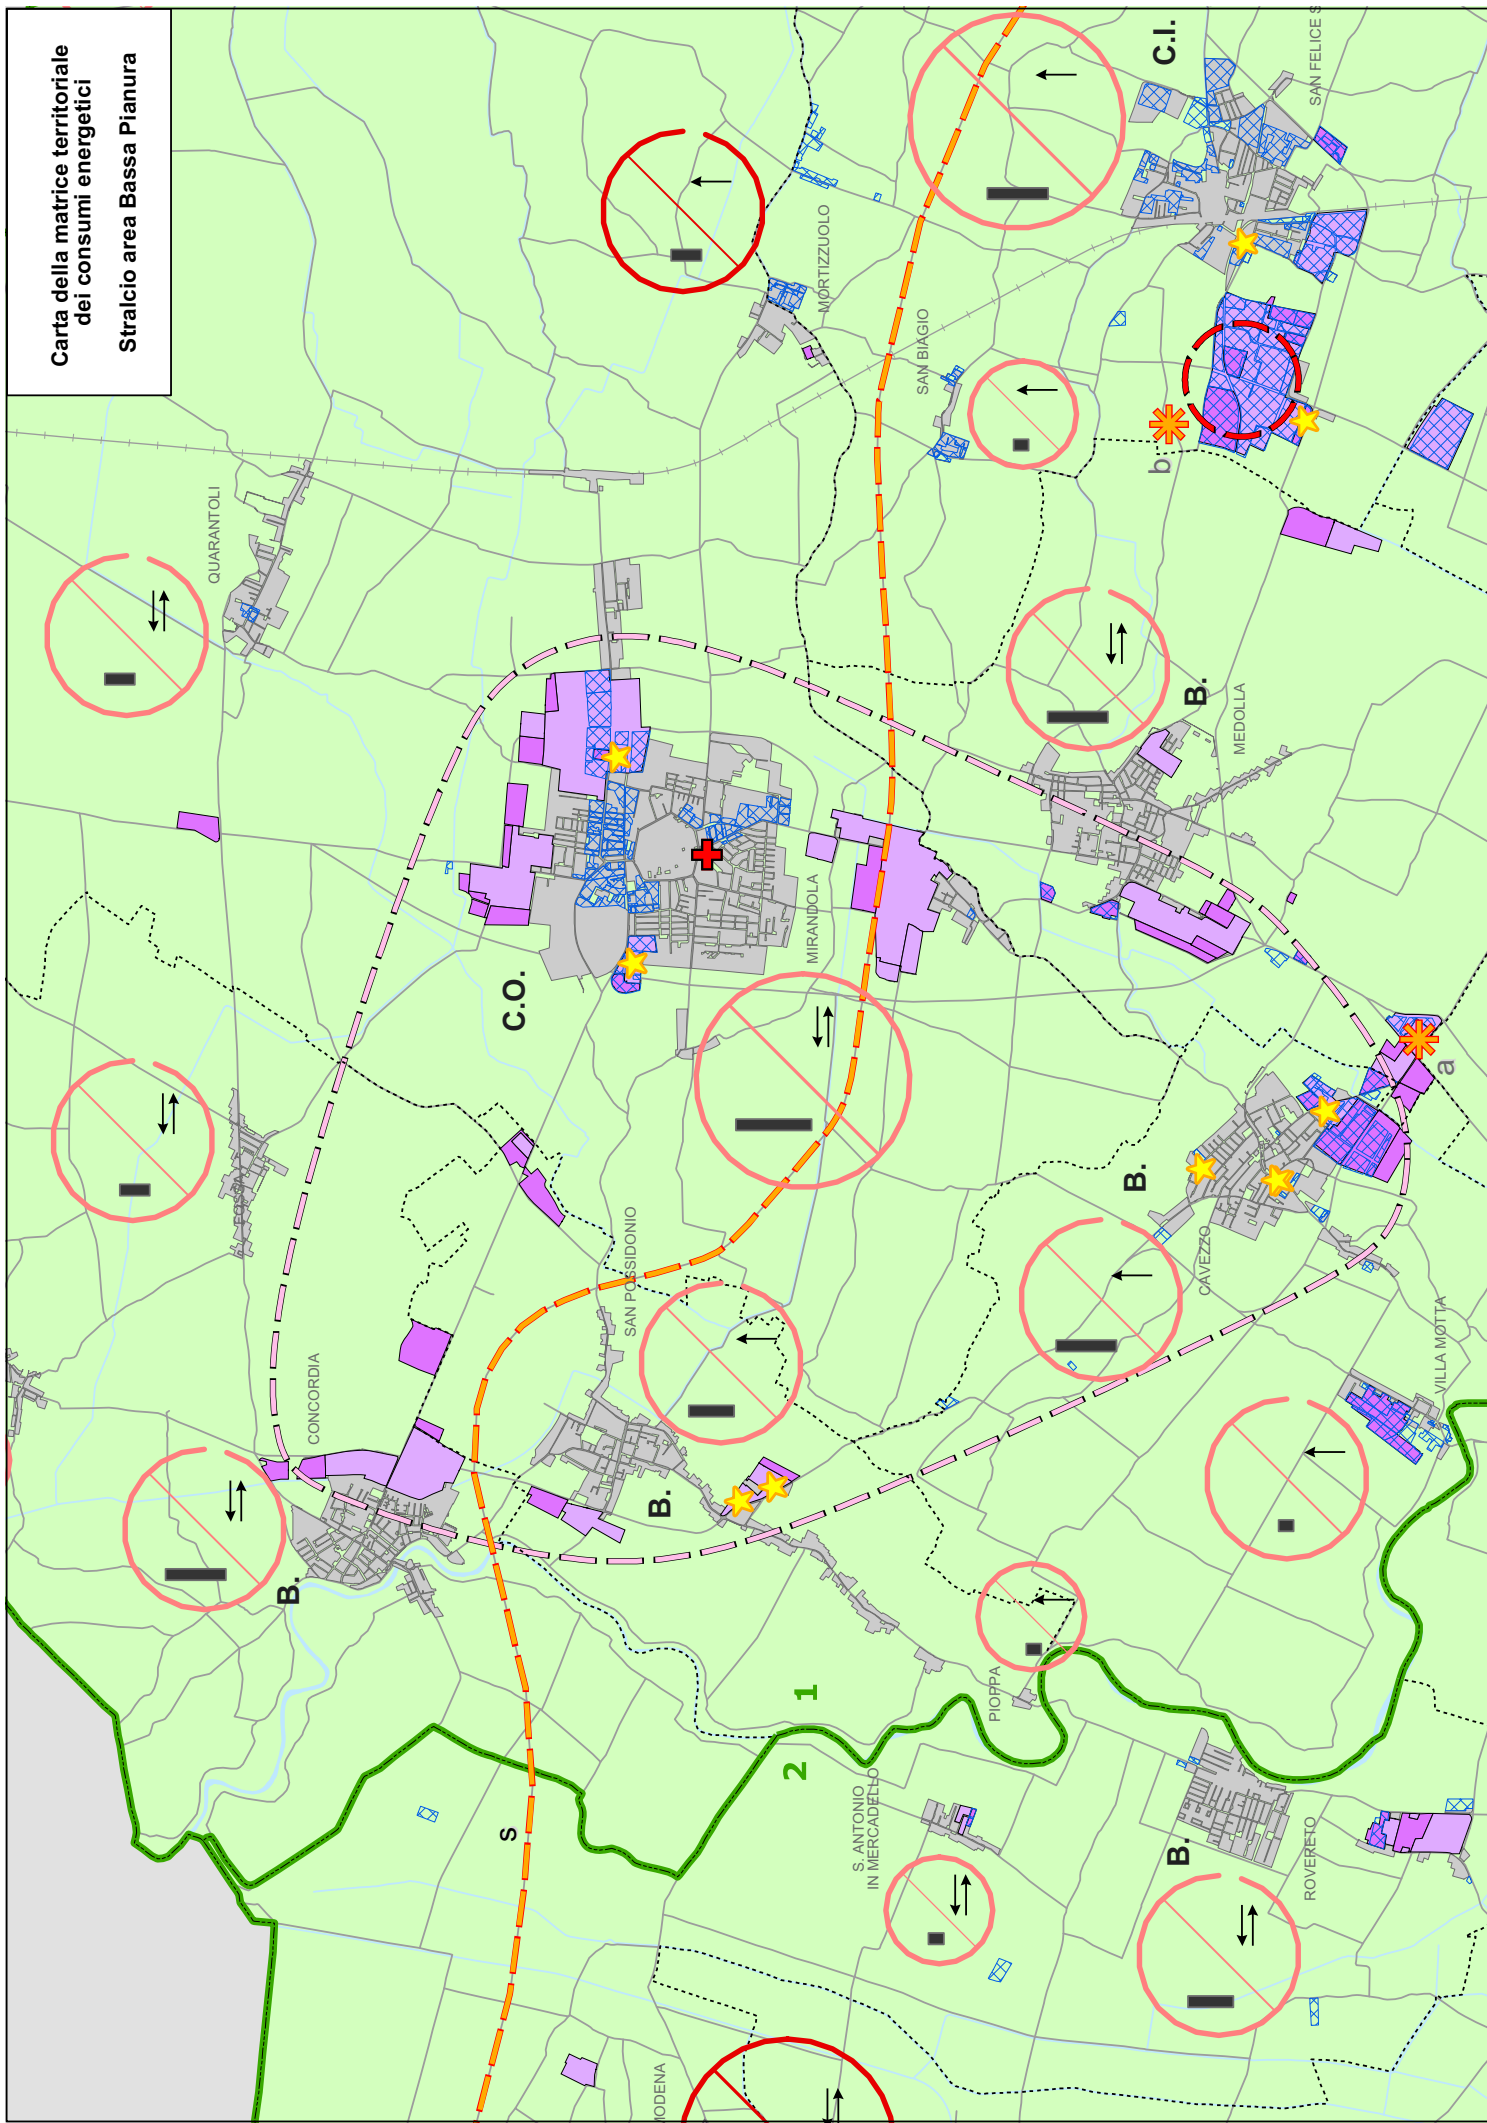 Carta della matrice territoriale
dei consumi energetici
Stralcio area Bassa Pianura
QUARANTOLI
MORTIZZUOLO
SAN BIAGIO
C.I.
SAN FELICE S
b
MIRANDOLA
C.O.
MEDOLLA
B.
FOSSA
SAN POSSIDONIO
B.
CONCORDIA
B.
CAVEZZO
B.
a
VILLA MOTTA
PIOPPA
1
2
S
S. ANTONIO
IN MERCADELLO
B.
ROVERETO
MODENA